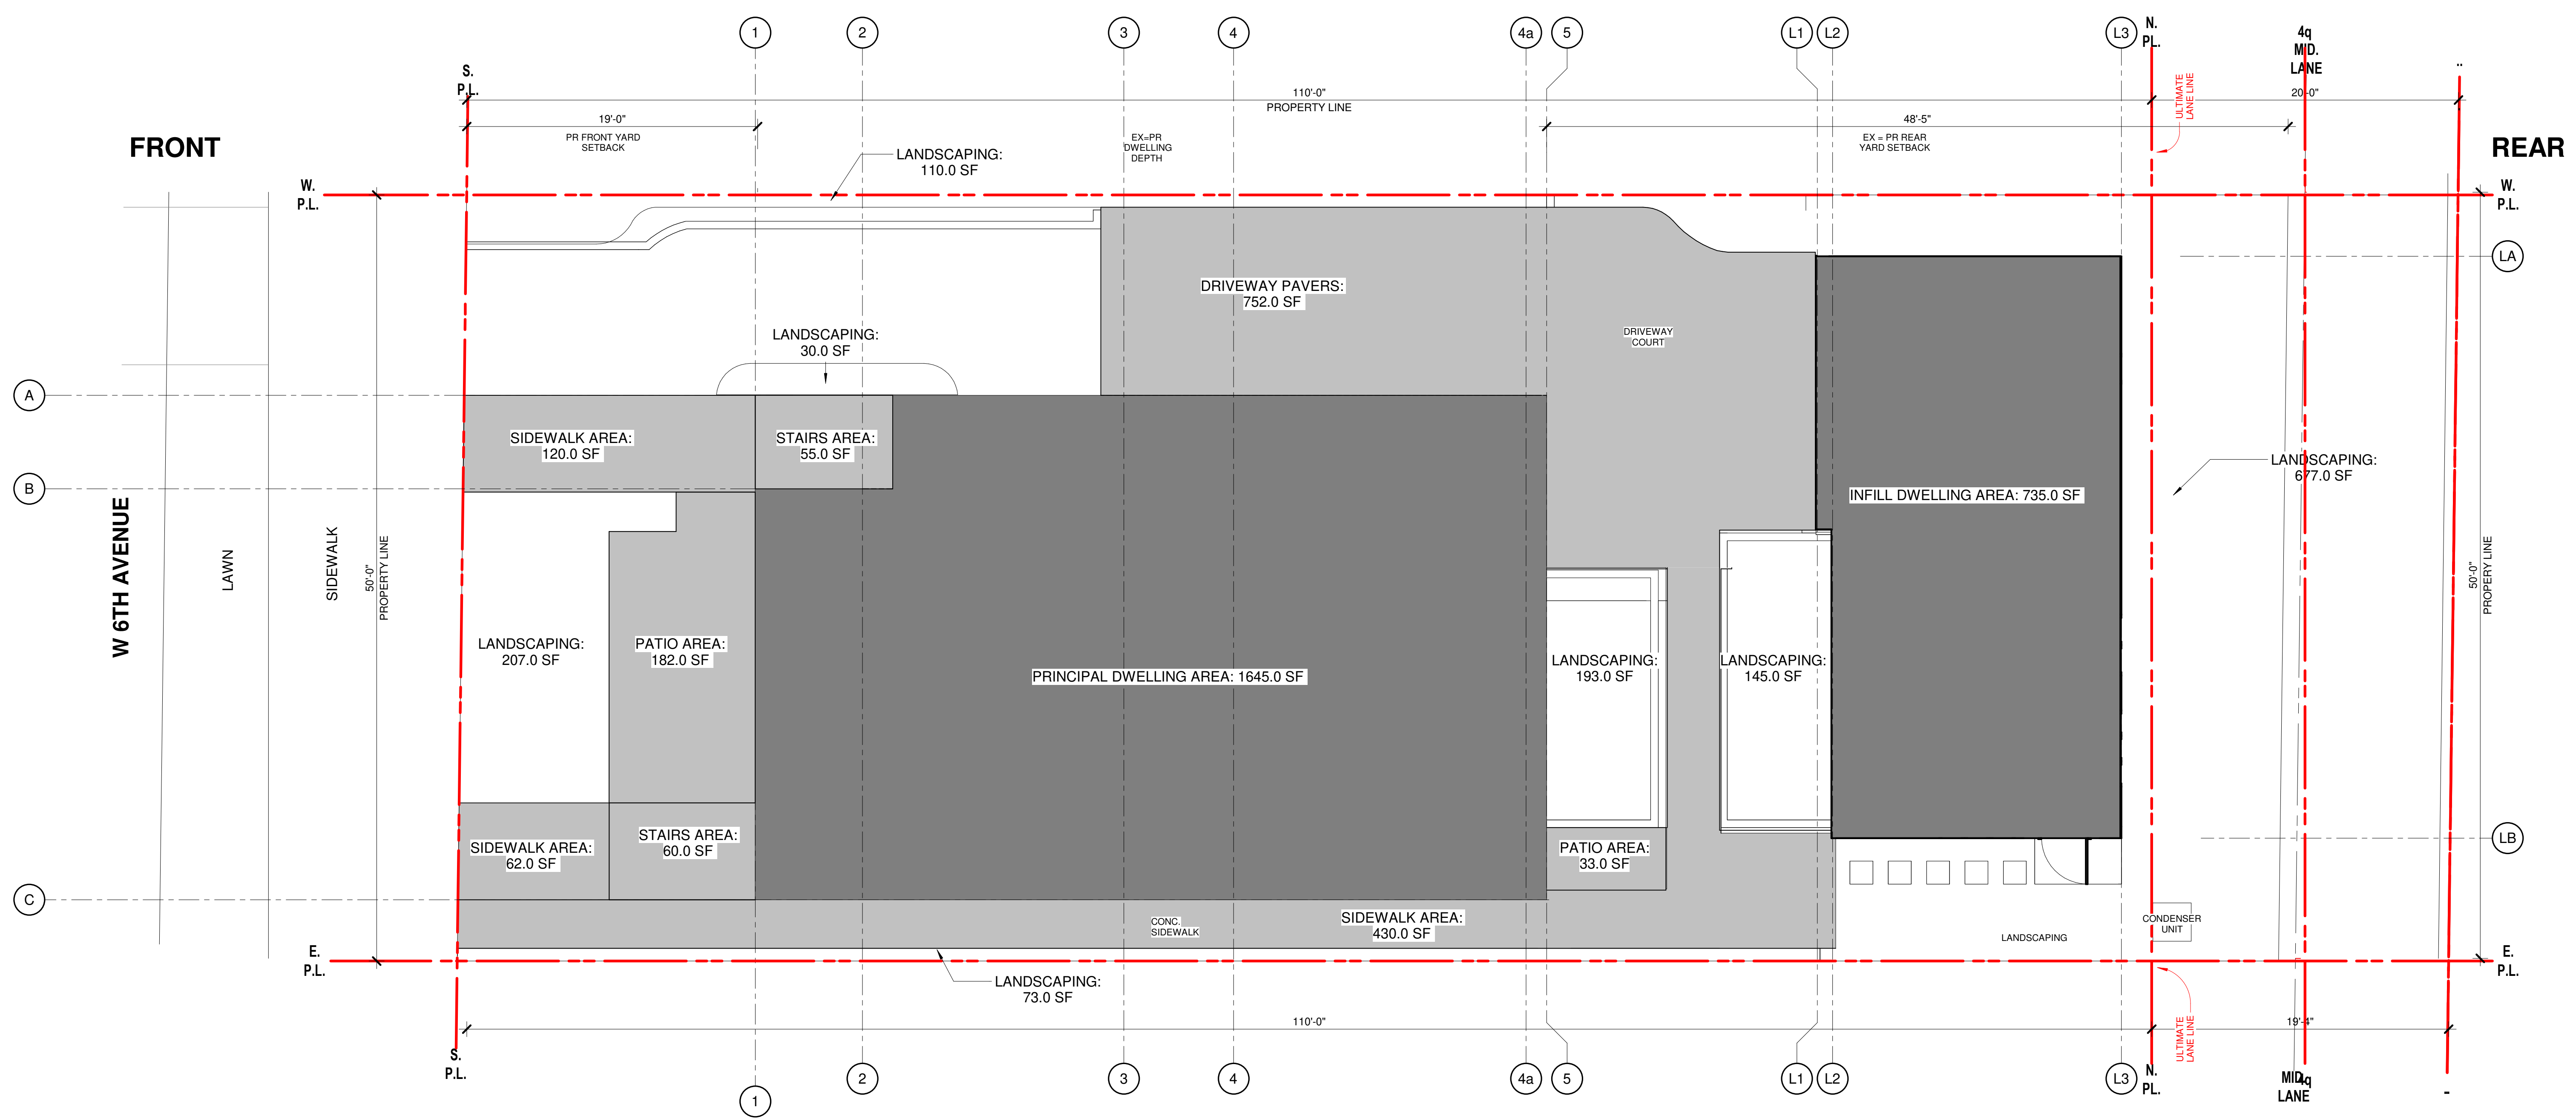 1
2
3
4
4a
5
L1
L2
L3
N.
PL.
4q
MID.
LANE
..
S.
P.L.
110'-0"
PROPERTY LINE
ULTIMATE
LANE LINE
20'-0"
19'-0"
PR FRONT YARD
SETBACK
EX=PR
DWELLING
DEPTH
48'-5"
EX = PR REAR
YARD SETBACK
FRONT
REAR
LANDSCAPING:
110.0 SF
W.
P.L.
W.
P.L.
LA
DRIVEWAY PAVERS:
752.0 SF
DRIVEWAY
COURT
LANDSCAPING:
30.0 SF
A
SIDEWALK AREA:
120.0 SF
STAIRS AREA:
55.0 SF
LANDSCAPING:
677.0 SF
B
INFILL DWELLING AREA: 735.0 SF
W 6TH AVENUE
LAWN
SIDEWALK
50'-0"
PROPERTY LINE
50'-0"
PROPERY LINE
LANDSCAPING:
207.0 SF
PATIO AREA:
182.0 SF
PRINCIPAL DWELLING AREA: 1645.0 SF
LANDSCAPING:
193.0 SF
LANDSCAPING:
145.0 SF
SIDEWALK AREA:
62.0 SF
STAIRS AREA:
60.0 SF
PATIO AREA:
33.0 SF
LB
C
CONC.
SIDEWALK
SIDEWALK AREA:
430.0 SF
LANDSCAPING
CONDENSER
UNIT
E.
P.L.
E.
P.L.
LANDSCAPING:
73.0 SF
110'-0"
ULTIMATE
LANE LINE
19'-4"
S.
P.L.
1
2
3
4
4a
5
L1
L2
L3
N.
PL.
MID.
4q
LANE
-